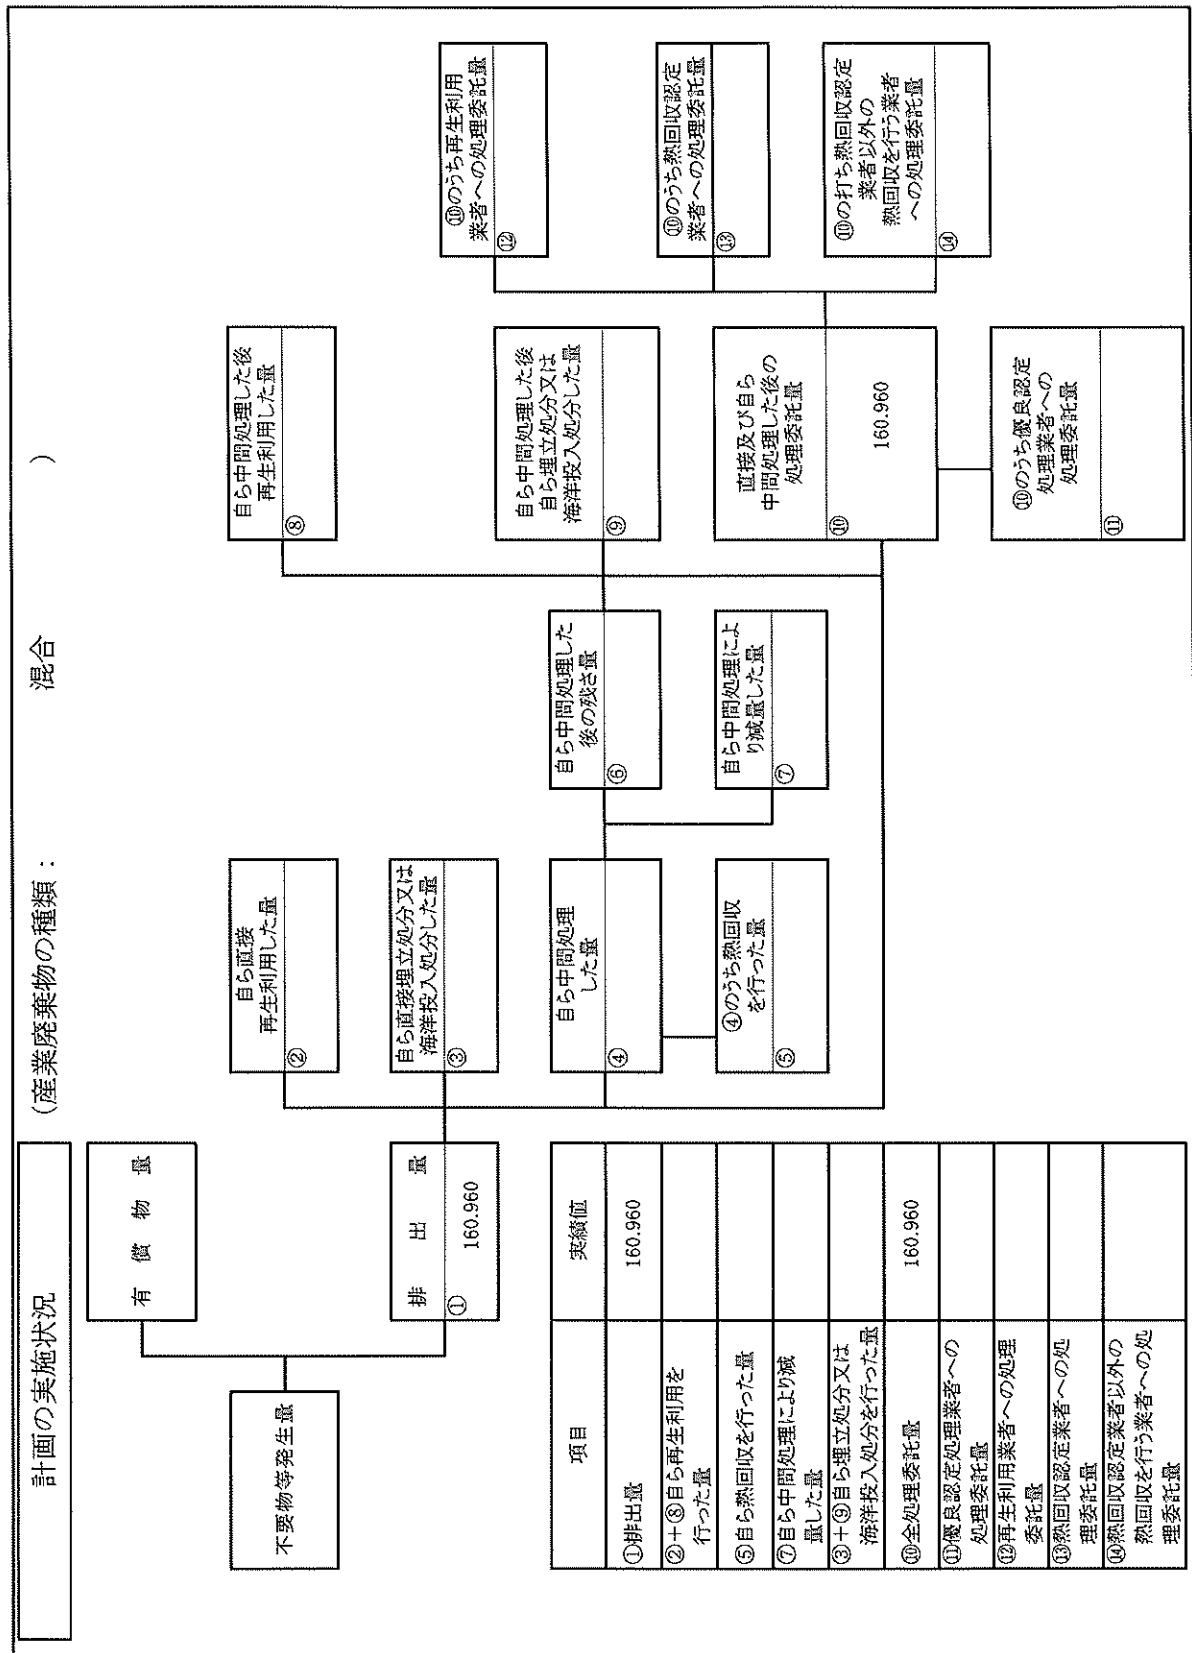 計画の実施状況
(産業廃棄物の種類： 混合 )
不要物等発生量
有償物量
排出量
① 160.960
自ら直接
再生利用した量
②
自ら直接埋立処分又は
海洋投入処分した量
③
自ら中間処理
した量
④
④のうち熱回収
を行った量
⑤
自ら中間処理した
後の残さ量
⑥
自ら中間処理によ
り減量した量
⑦
自ら中間処理した後
再生利用した量
⑧
自ら中間処理した後
自ら埋立処分又は
海洋投入処分した量
⑨
直接及び自ら
中間処理した後の
処理委託量
⑩ 160.960
⑩のうち優良認定
処理業者への
処理委託量
⑪
⑩のうち再生利用
業者への処理委託量
⑫
⑩のうち熱回収認定
業者への処理委託量
⑬
⑩の打ち熱回収認定
業者以外の
熱回収を行う業者
への処理委託量
⑭
項目 実績値
①排出量 160.960
②＋⑧自ら再生利用を
行った量
⑤自ら熱回収を行った量
⑦自ら中間処理により減
量した量
③＋⑨自ら埋立処分又は
海洋投入処分を行った量
⑩全処理委託量 160.960
⑪優良認定処理業者への
処理委託量
⑫再生利用業者への処理
委託量
⑬熱回収認定業者への処
理委託量
⑭熱回収認定業者以外の
熱回収を行う業者への処
理委託量